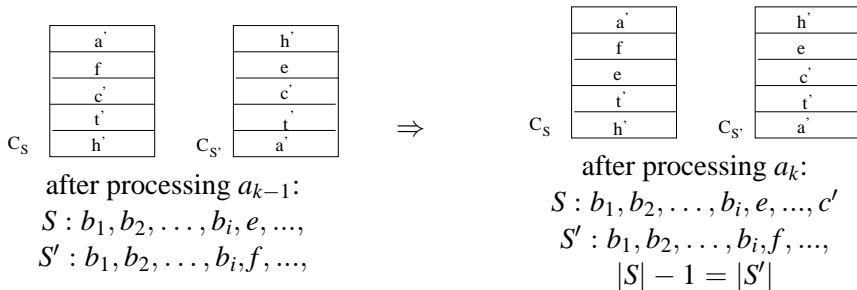 a' h' a' h'
f e f e
c' c' e c'
t' t' t' t'
C_S h' C_S' a' ⇒ C_S h' C_S' a'
after processing a_{k−1}: after processing a_k:
S : b_1, b_2, . . . , b_i, e, ..., S : b_1, b_2, . . . , b_i, e, ..., c′
S′ : b_1, b_2, . . . , b_i, f, ..., S′ : b_1, b_2, . . . , b_i, f, ...,
|S| − 1 = |S′|